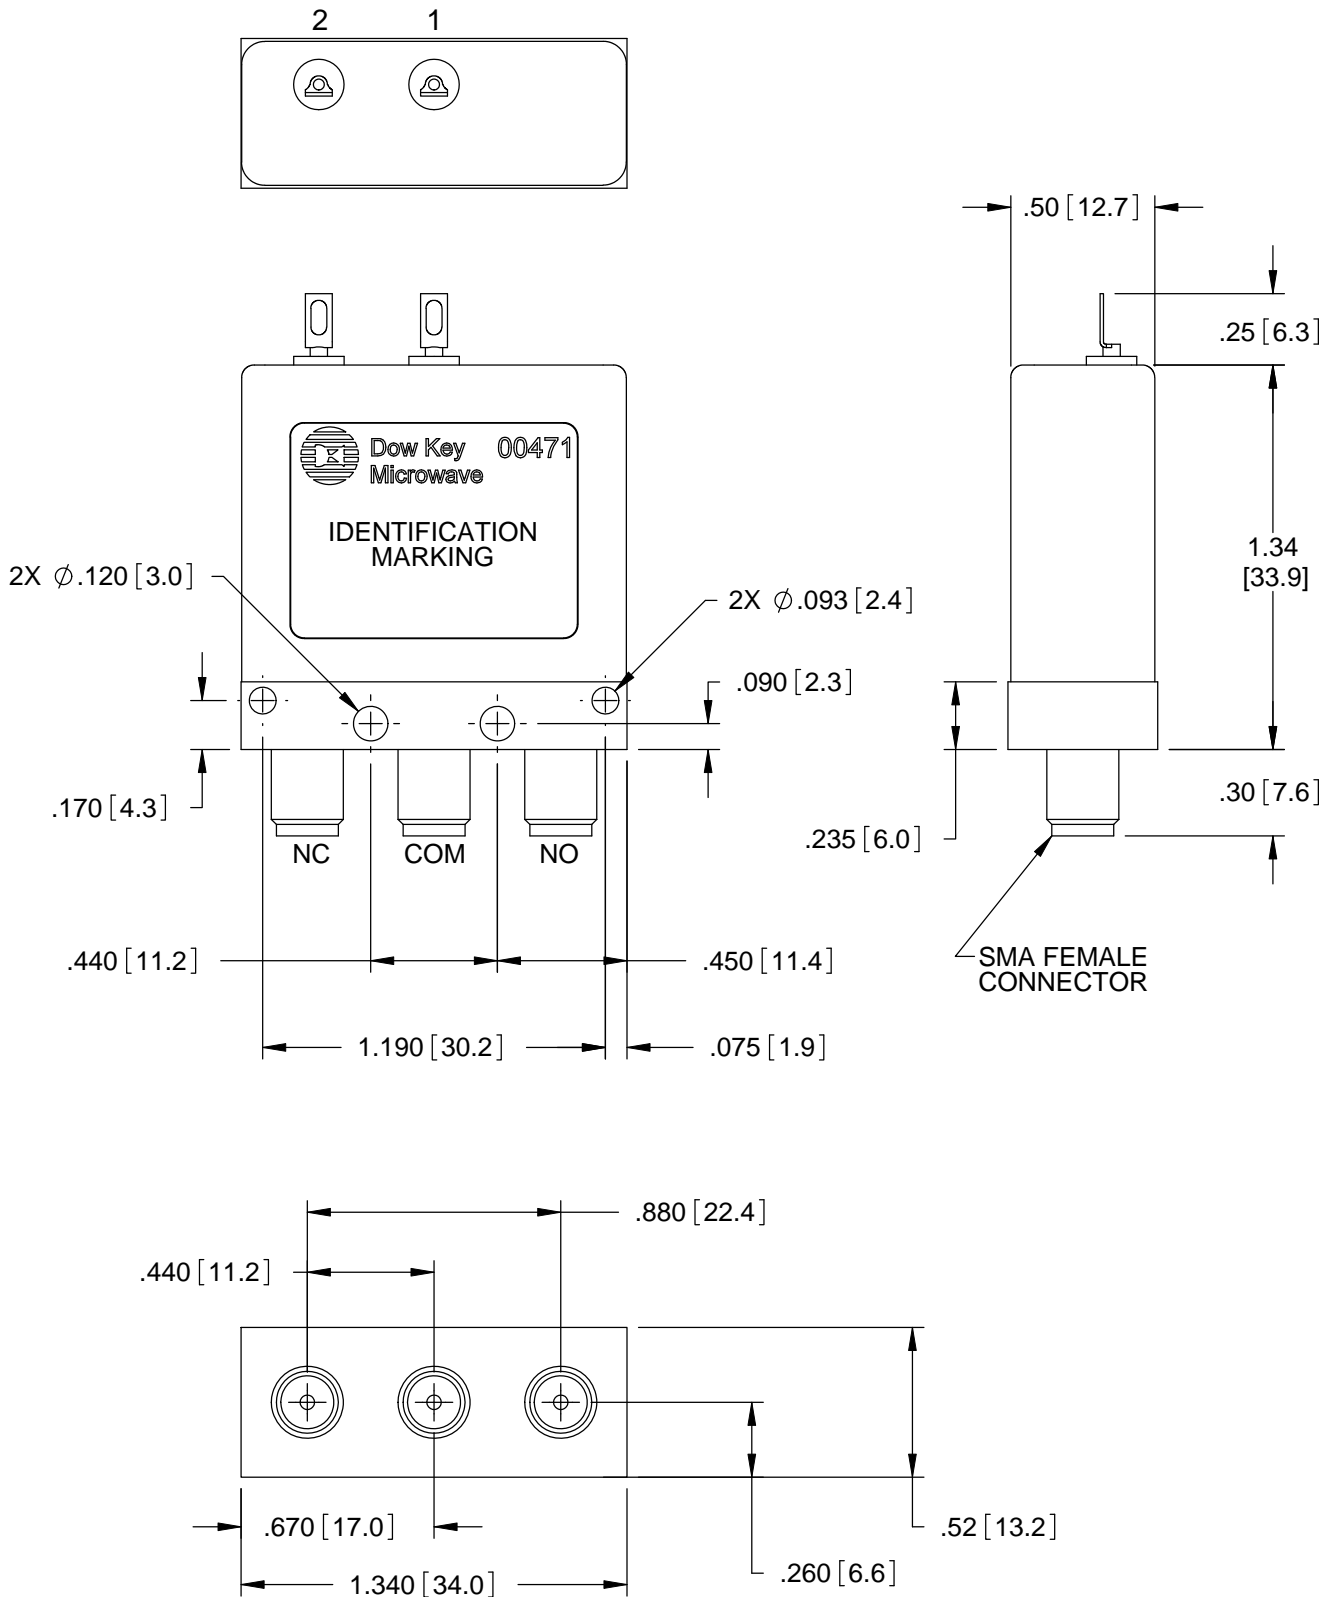 2 1
.50 [12.7]
.25 [6.3]
Dow Key 00471
Microwave
IDENTIFICATION
MARKING
1.34
[33.9]
2X ⌀.120 [3.0]
2X ⌀.093 [2.4]
.090 [2.3]
.170 [4.3]
.30 [7.6]
.235 [6.0]
NC COM NO
.440 [11.2]
.450 [11.4]
SMA FEMALE
CONNECTOR
1.190 [30.2]
.075 [1.9]
.880 [22.4]
.440 [11.2]
.670 [17.0]
.52 [13.2]
.260 [6.6]
1.340 [34.0]